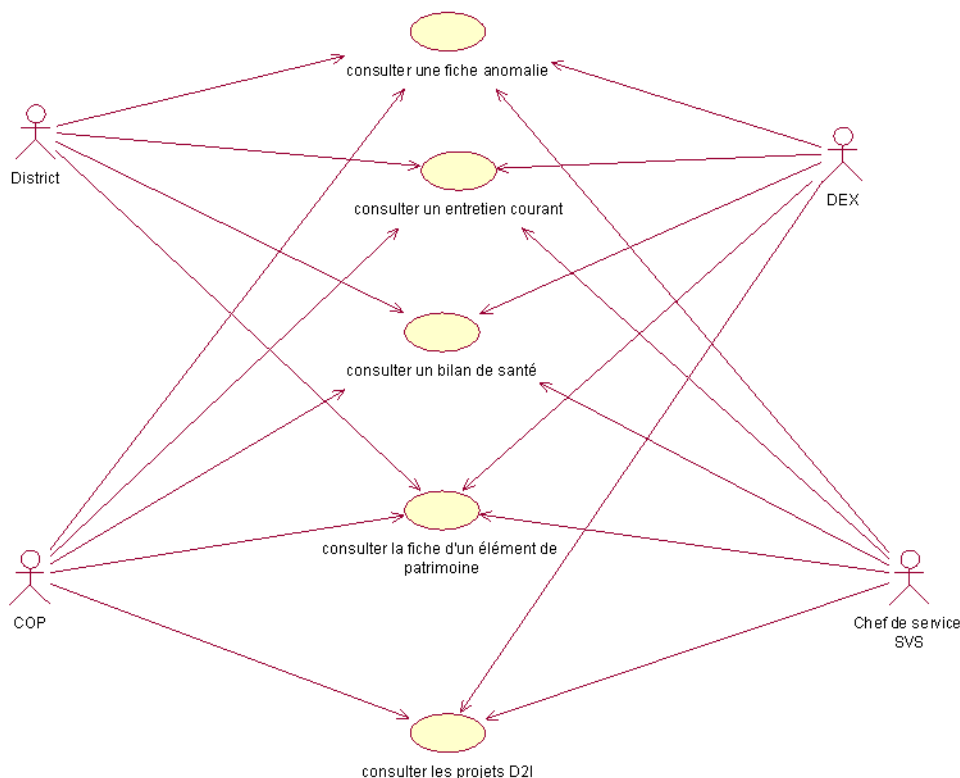 consulter une fiche anomalie
District
DEX
consulter un entretien courant
consulter un bilan de santé
consulter la fiche d'un élément de
patrimoine
COP
Chef de service
SVS
consulter les projets D2I